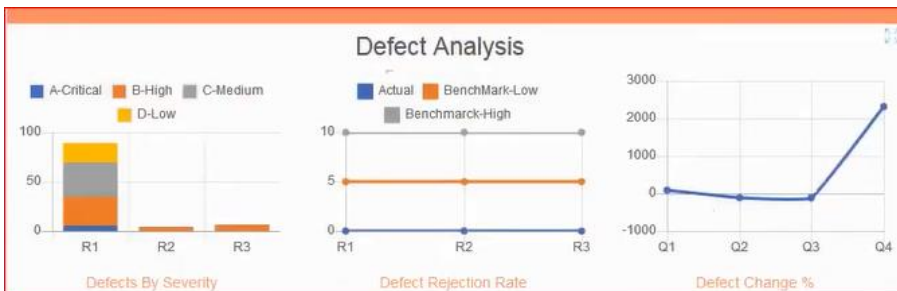 Defect Analysis
A-Critical B-High C-Medium
D-Low
100
50
0
R1 R2 R3
Defects By Severity
Actual BenchMark-Low
Benchmarck-High
10
5
0
R1 R2 R3
Defect Rejection Rate
3000
2000
1000
0
-1000
Q1 Q2 Q3 Q4
Defect Change %